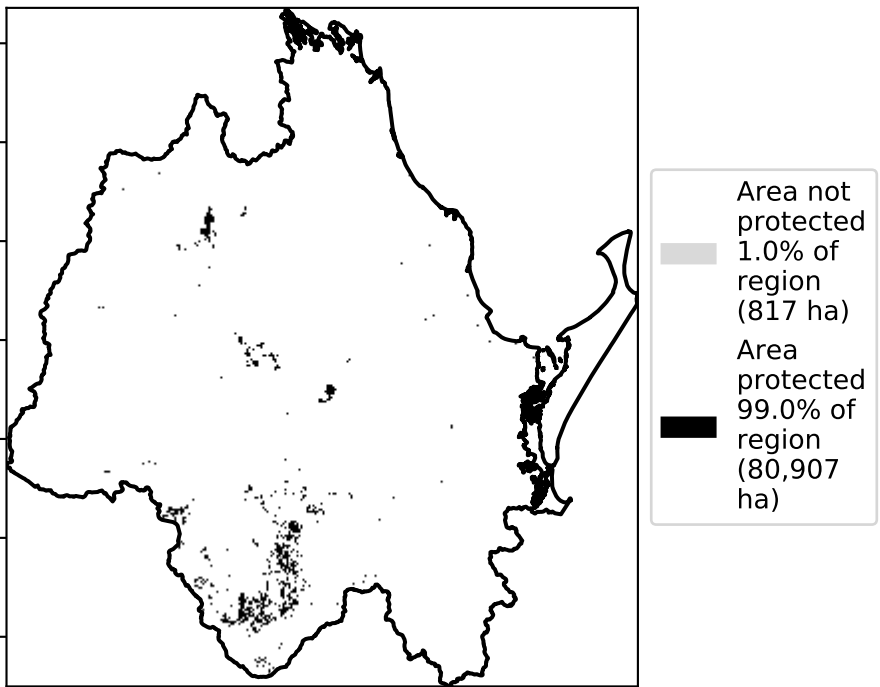 Area not
protected
1.0% of
region
(817 ha)
Area
protected
99.0% of
region
(80,907
ha)